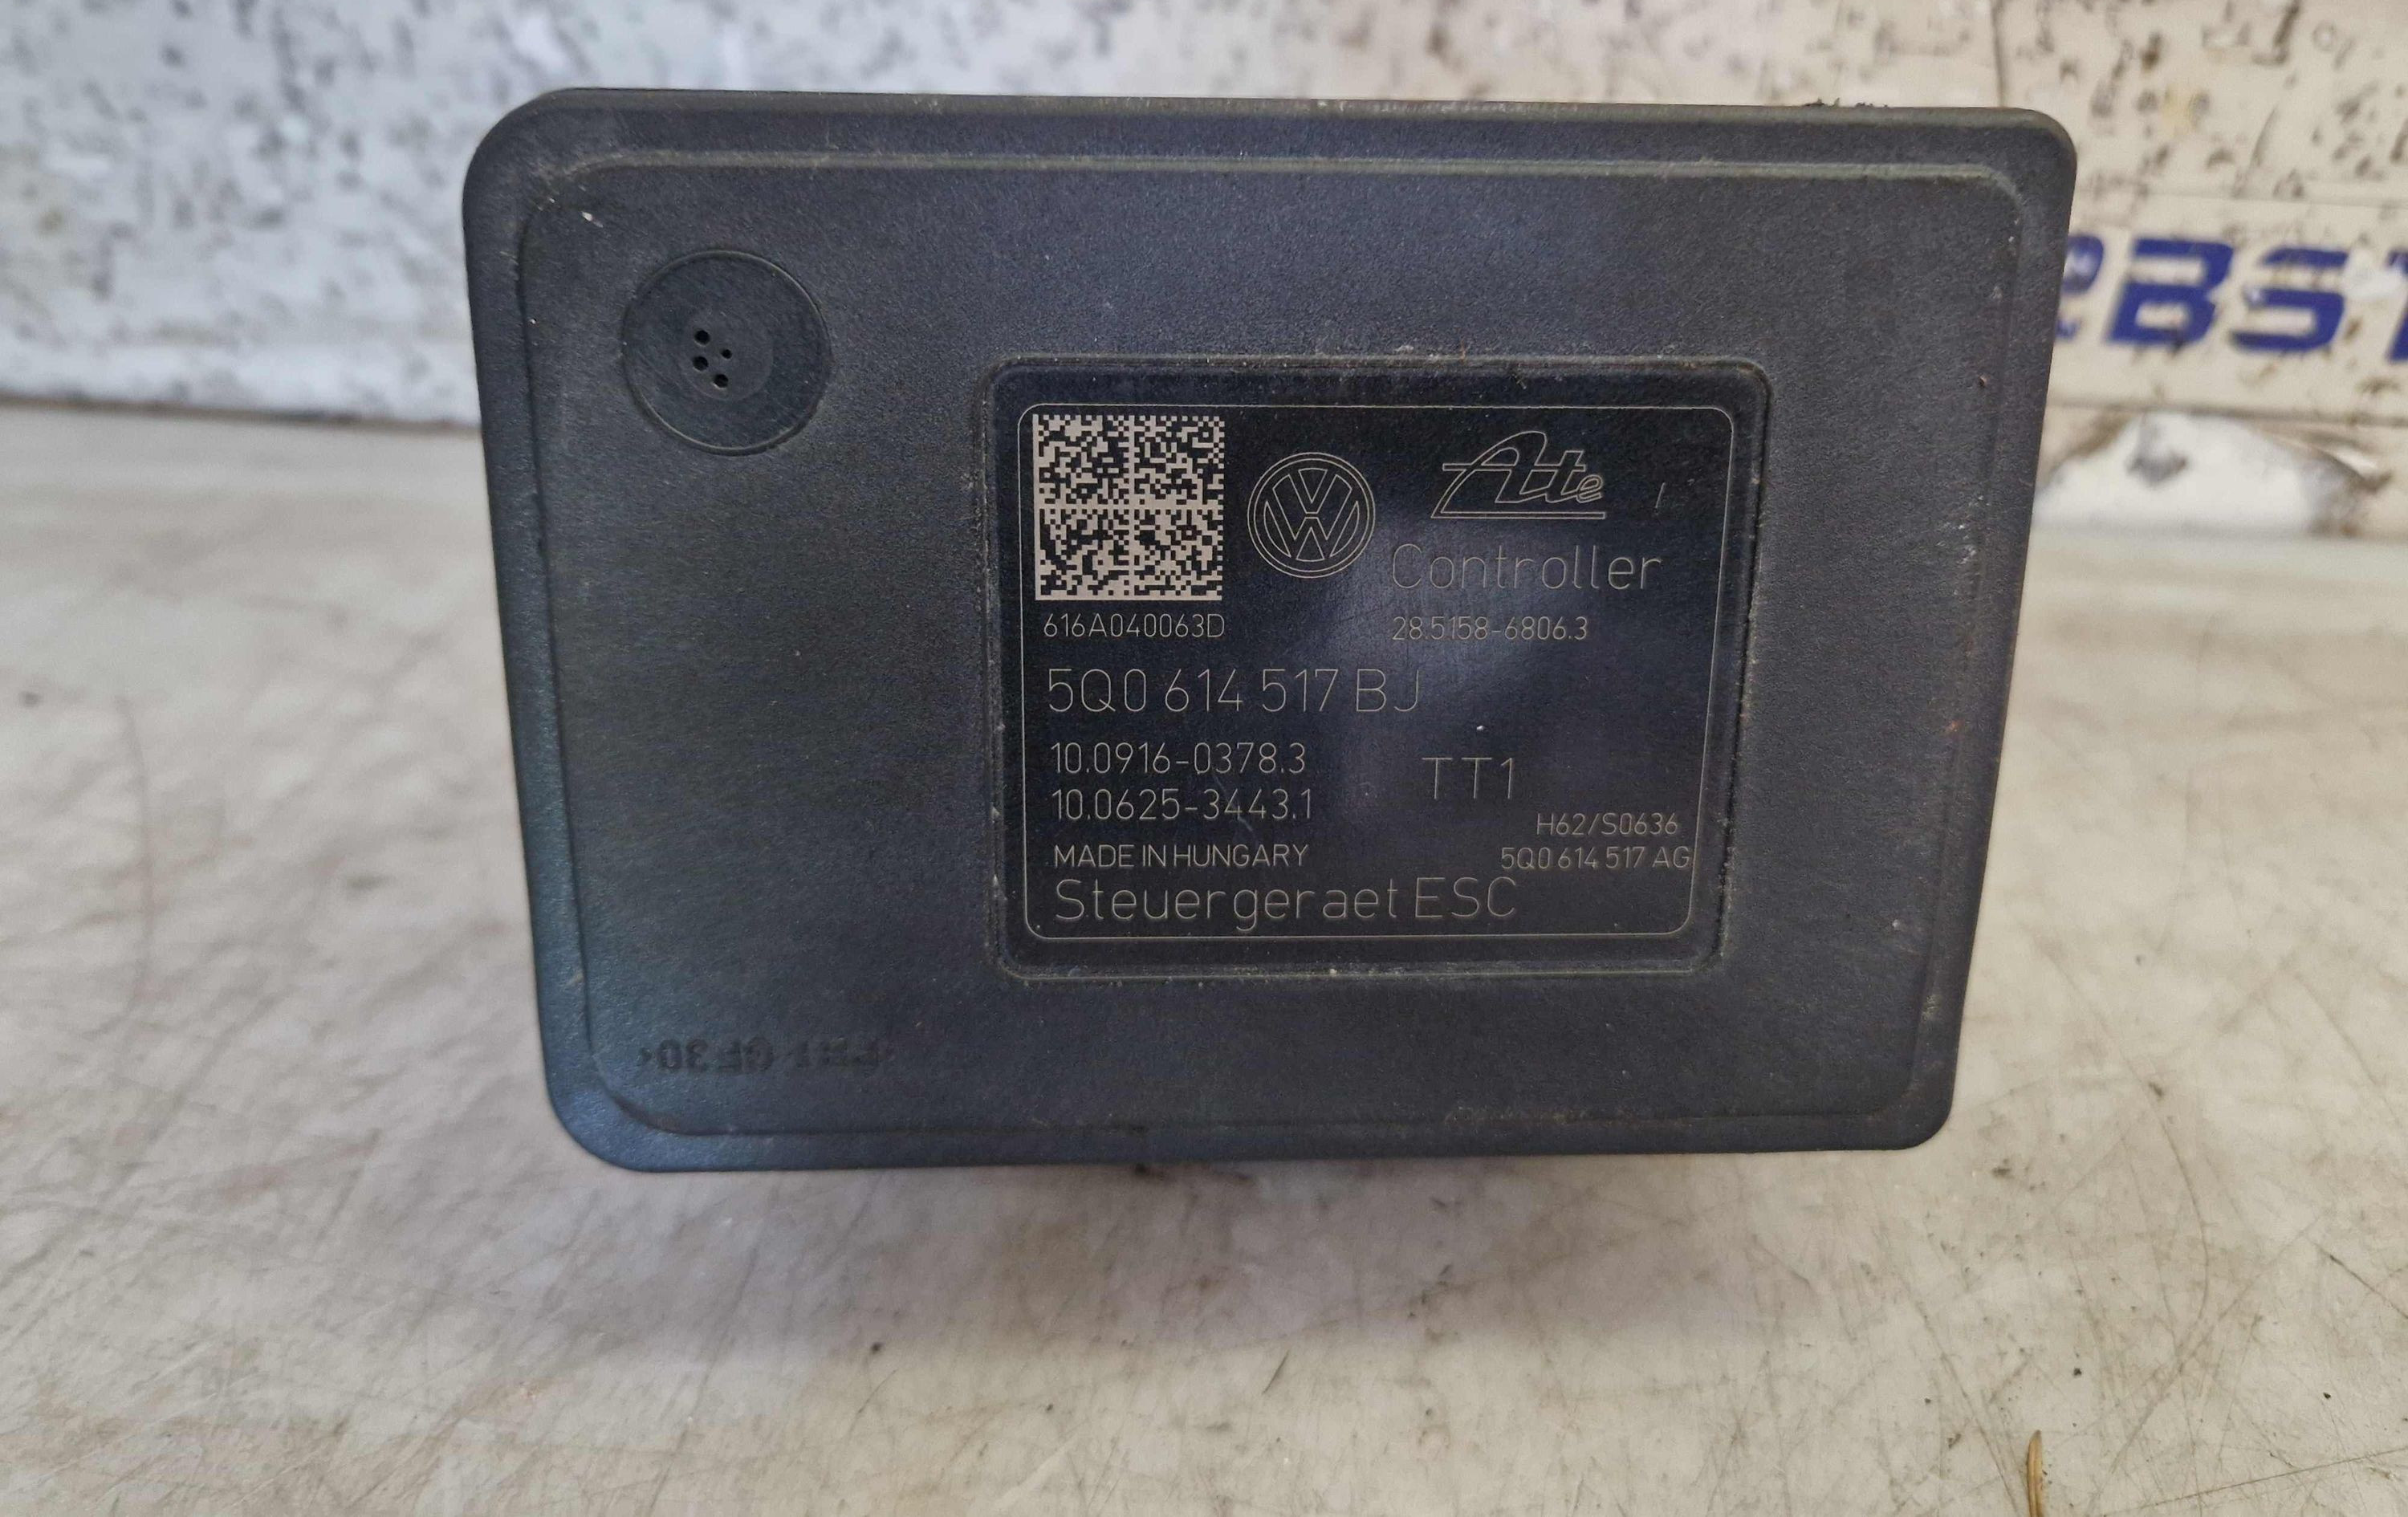 Ate
Controller
616A040063D
28.5158-6806.3
5Q0 614 517 BJ
10.0916-0378.3
TT1
10.0625-3443.1
H62/S0636
MADE IN HUNGARY
5Q0 614 517 AG
Steuergeraet ESC